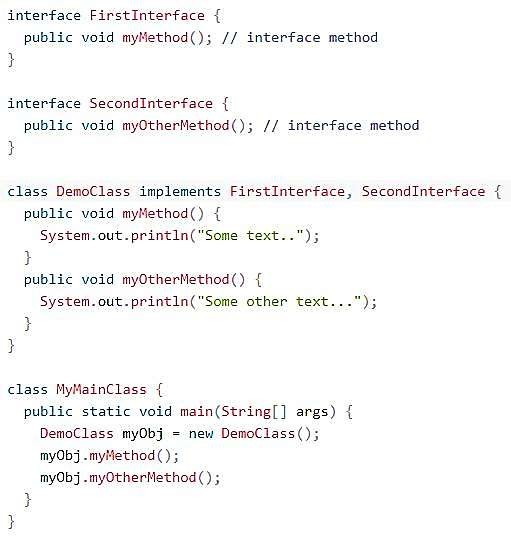 interface FirstInterface {
  public void myMethod(); // interface method
}

interface SecondInterface {
  public void myOtherMethod(); // interface method
}

class DemoClass implements FirstInterface, SecondInterface {
  public void myMethod() {
    System.out.println("Some text..");
  }
  public void myOtherMethod() {
    System.out.println("Some other text...");
  }
}

class MyMainClass {
  public static void main(String[] args) {
    DemoClass myObj = new DemoClass();
    myObj.myMethod();
    myObj.myOtherMethod();
  }
}